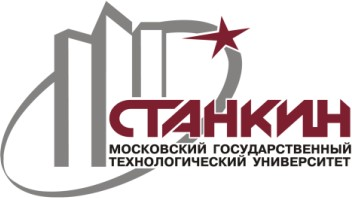 СТАНКИН
МОСКОВСКИЙ ГОСУДАРСТВЕННЫЙ
ТЕХНОЛОГИЧЕСКИЙ УНИВЕРСИТЕТ